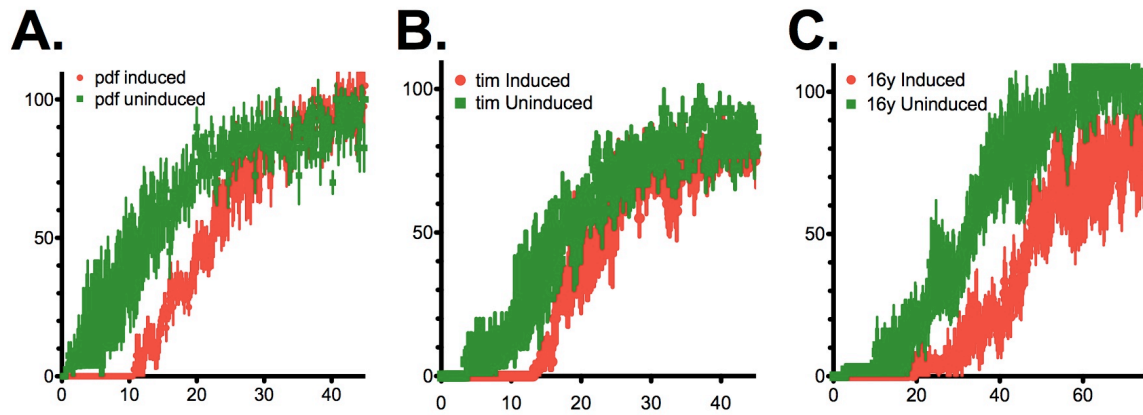 A.
pdf induced
pdf uninduced
100
50
0
0 10 20 30 40
B.
tim Induced
tim Uninduced
100
50
0
0 10 20 30 40
C.
16y Induced
16y Uninduced
100
50
0
0 20 40 60